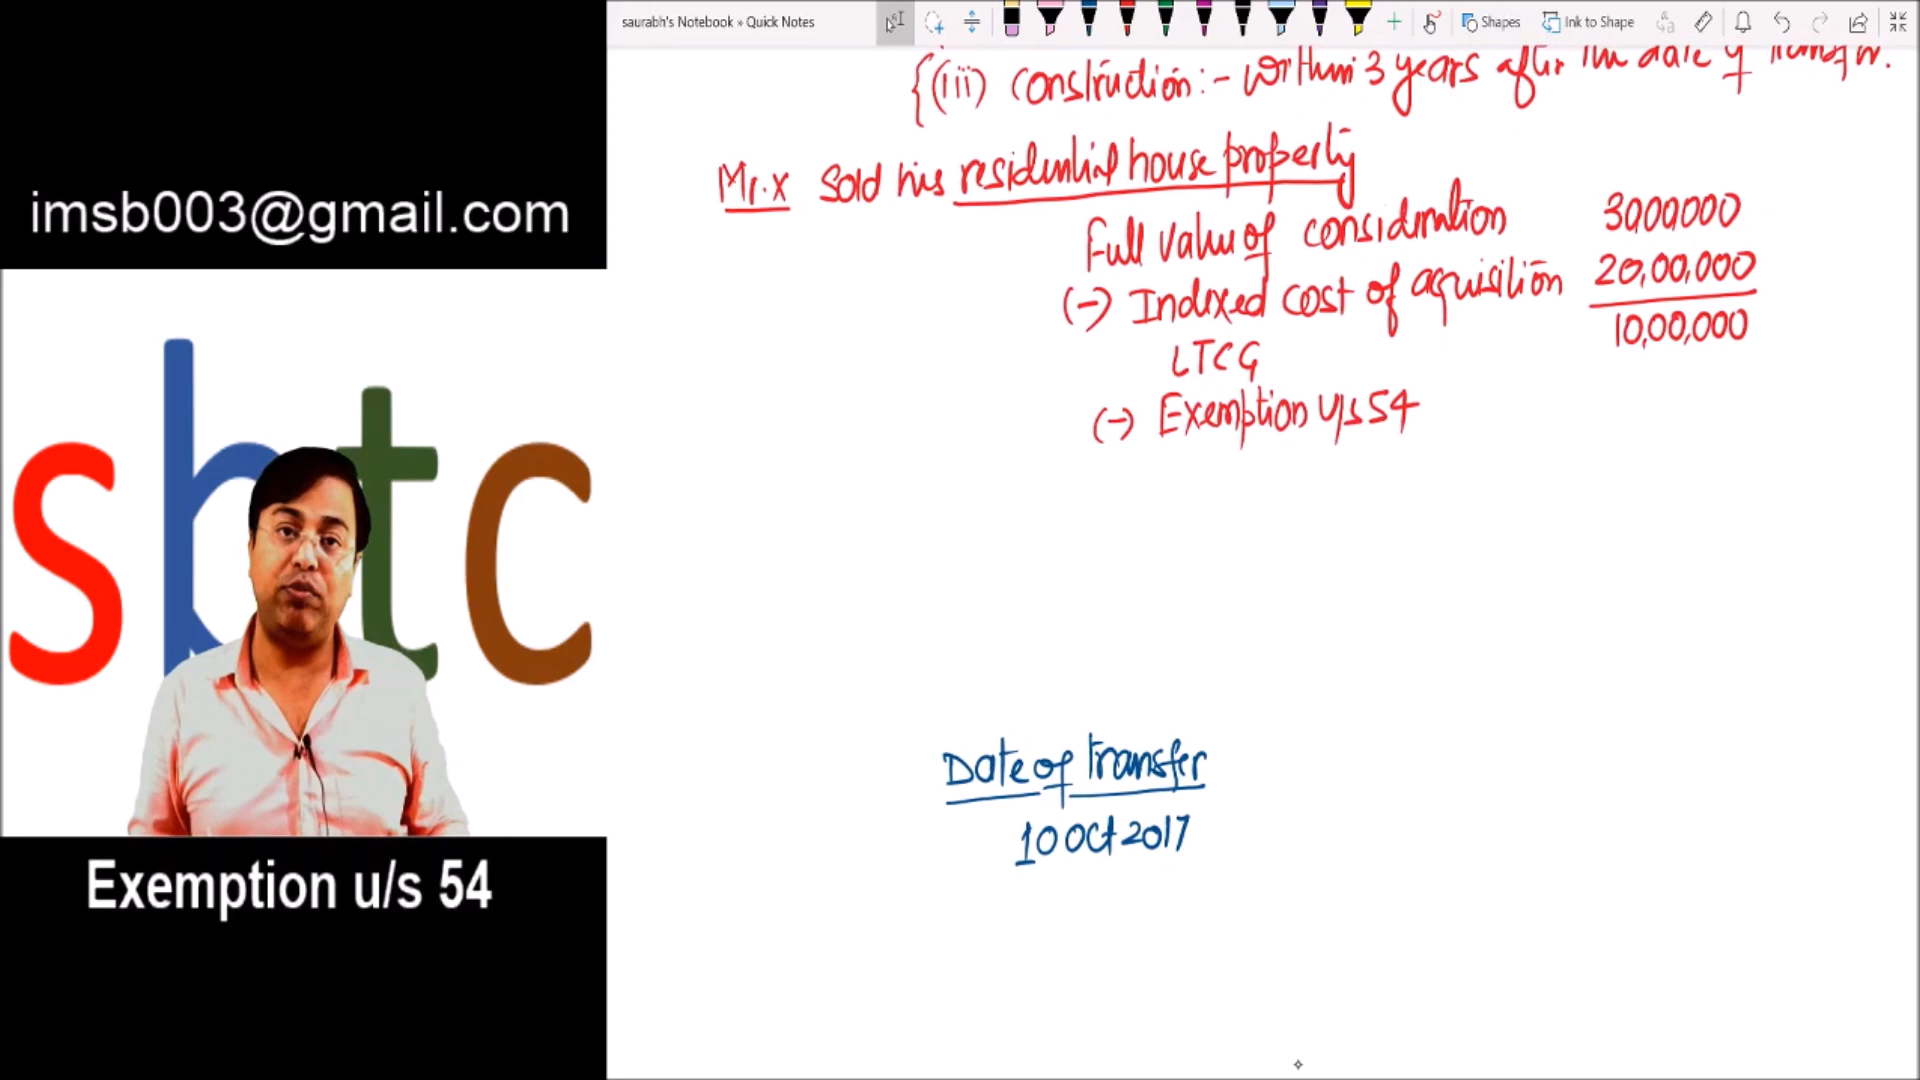 saurabh's Notebook » Quick Notes
Shapes
Ink to Shape
(iii) Construction:- Within 3 years after the date of transfer.
imsb003@gmail.com
Mr.X Sold his residential house property
Full Value of consideration 3000000
(-) Indexed cost of acquisition 20,00,000
LTCG 10,00,000
(-) Exemption u/s 54
sbtc
Date of transfer
10 Oct 2017
Exemption u/s 54